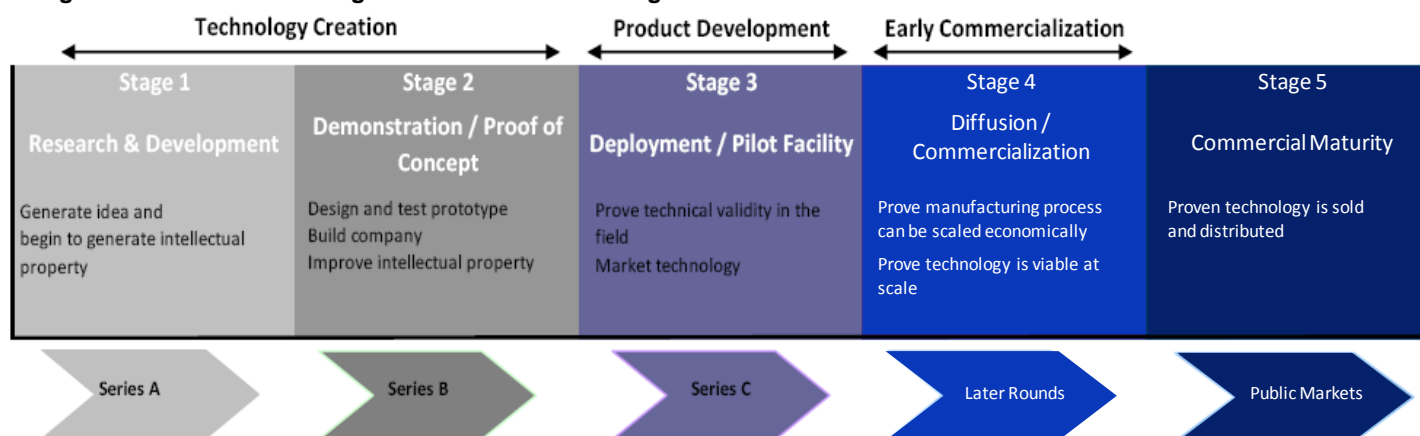 Technology Creation
Product Development
Early Commercialization
Stage 1
Research & Development
Generate idea and
begin to generate intellectual
property
Stage 2
Demonstration / Proof of
Concept
Design and test prototype
Build company
Improve intellectual property
Stage 3
Deployment / Pilot Facility
Prove technical validity in the
field
Market technology
Stage 4
Diffusion /
Commercialization
Prove manufacturing process
can be scaled economically
Prove technology is viable at
scale
Stage 5
Commercial Maturity
Proven technology is sold
and distributed
Series A
Series B
Series C
Later Rounds
Public Markets